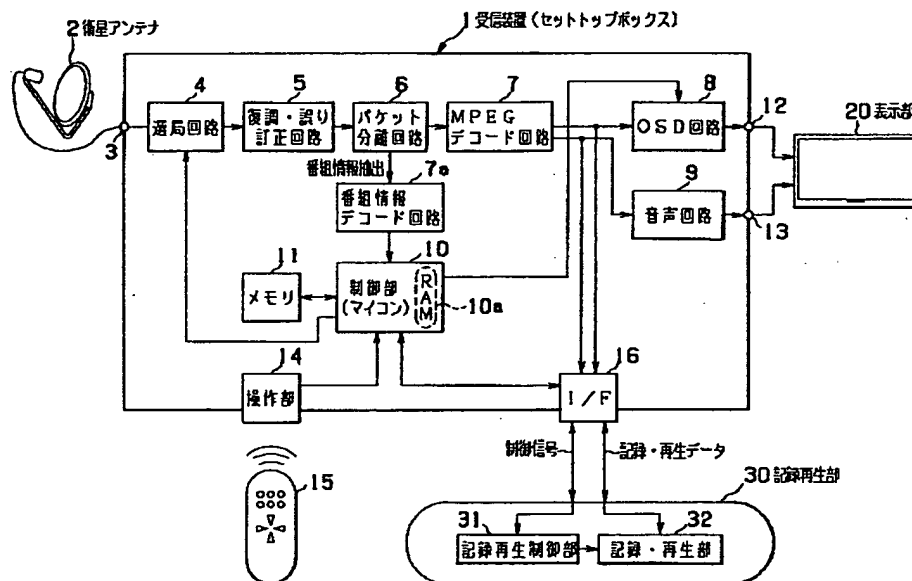 1 受信装置(セットトップボックス)
2 衛星アンテナ
3
4
選局回路
5
復調・誤り
訂正回路
6
パケット
分離回路
7
MPEG
デコード回路
8
OSD回路
12
20 表示部
番組情報抽出
7a
番組情報
デコード回路
9
音声回路
13
10
制御部
(マイコン)
RAM
10a
11
メモリ
14
操作部
16
I/F
制御信号
記録・再生データ
15
30 記録再生部
31
記録再生制御部
32
記録・再生部